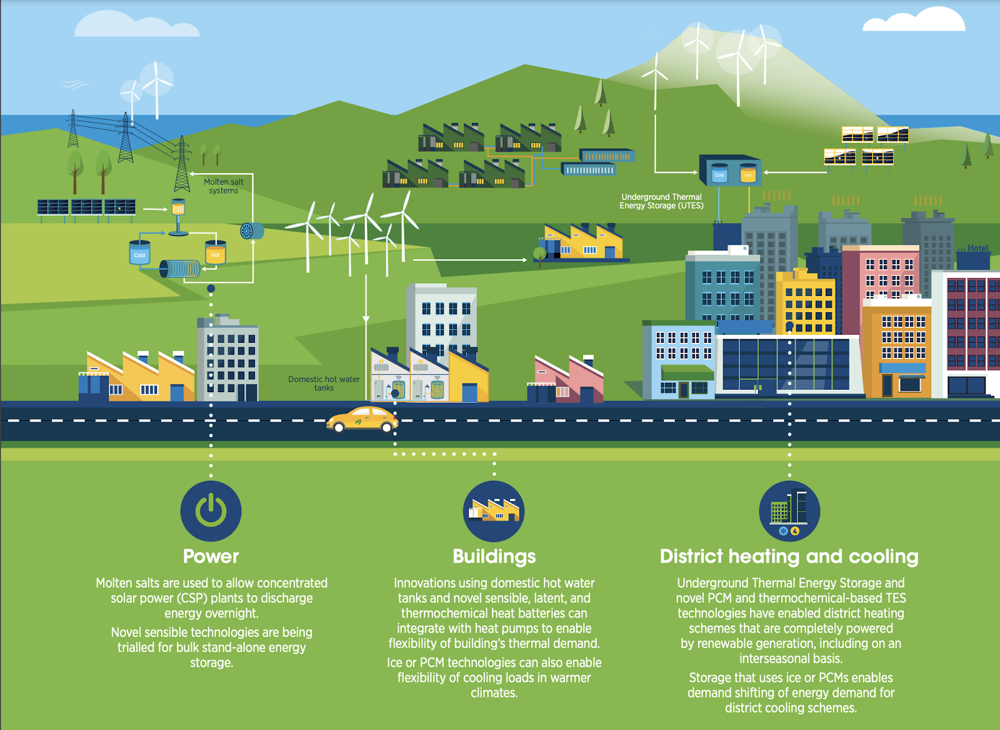 Molten salt
systems
Cold
Hot
Underground Thermal
Energy Storage (UTES)
Cold
Hot
Hotel
Domestic hot water
tanks
Power
Molten salts are used to allow concentrated
solar power (CSP) plants to discharge
energy overnight.
Novel sensible technologies are being
trialled for bulk stand-alone energy
storage.
Buildings
Innovations using domestic hot water
tanks and novel sensible, latent, and
thermochemical heat batteries can
integrate with heat pumps to enable
flexibility of building's thermal demand.
Ice or PCM technologies can also enable
flexibility of cooling loads in warmer
climates.
District heating and cooling
Underground Thermal Energy Storage and
novel PCM and thermochemical-based TES
technologies have enabled district heating
schemes that are completely powered
by renewable generation, including on an
interseasonal basis.
Storage that uses ice or PCMs enables
demand shifting of energy demand for
district cooling schemes.